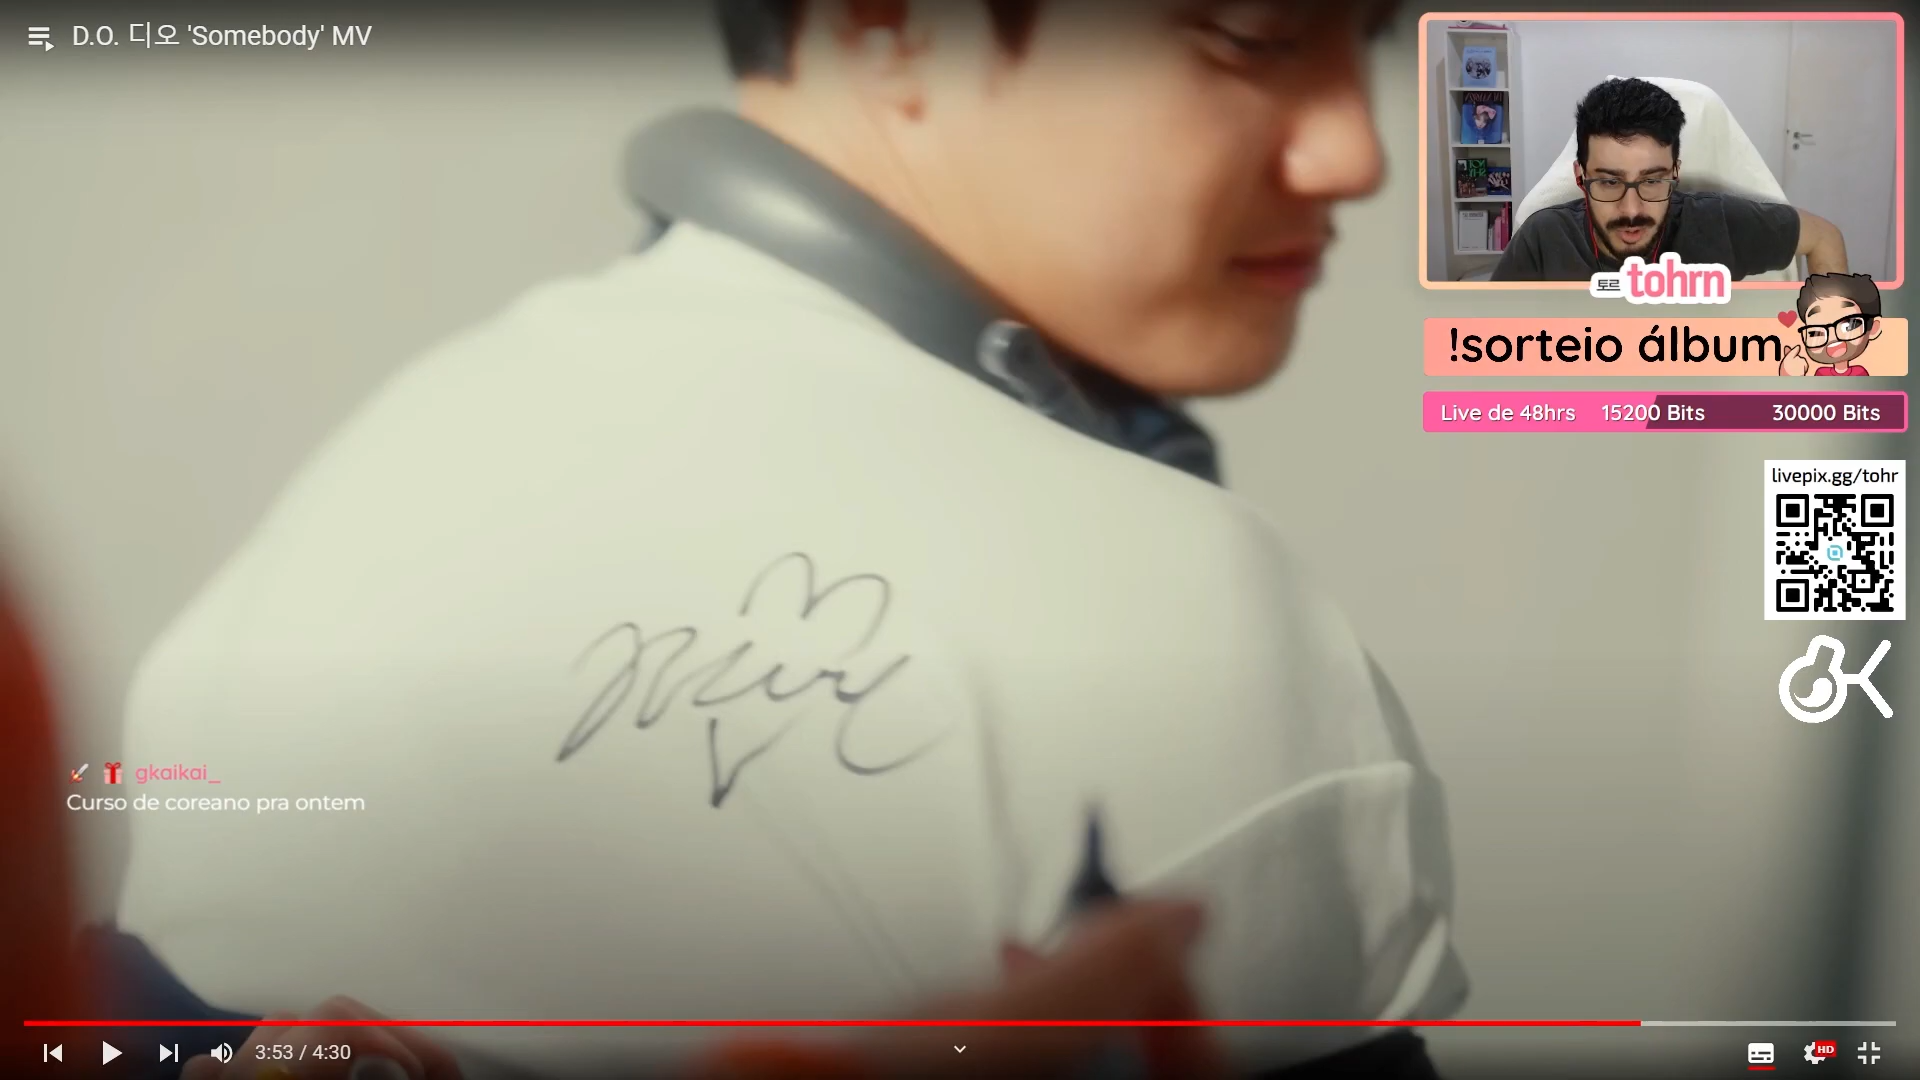 D.O. 디오 'Somebody' MV
토르 tohrn
!sorteio álbum
Live de 48hrs 15200 Bits 30000 Bits
livepix.gg/tohr
gkaikai_
Curso de coreano pra ontem
3:53 / 4:30
HD